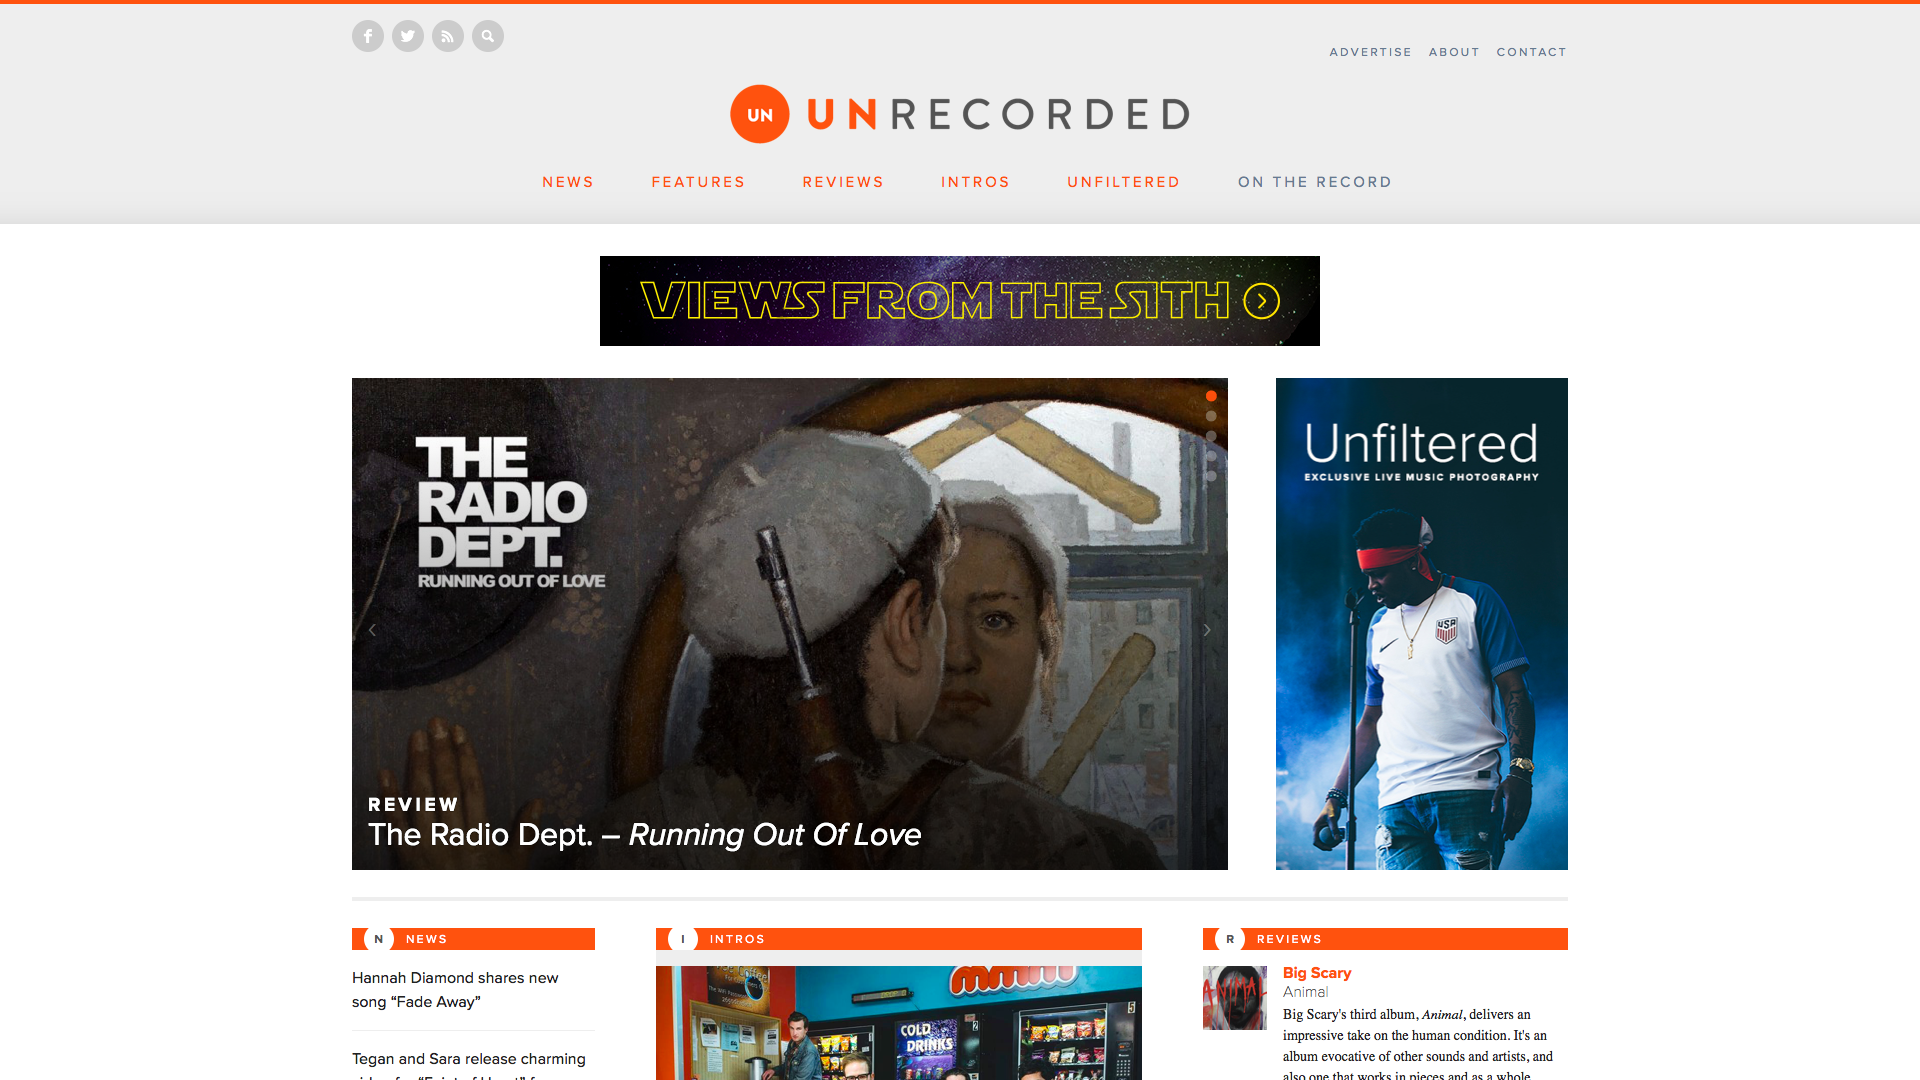 ADVERTISE ABOUT CONTACT
UN UNRECORDED
NEWS FEATURES REVIEWS INTROS UNFILTERED ON THE RECORD
VIEWS FROM THE SITH
THE
RADIO
DEPT.
RUNNING OUT OF LOVE
REVIEW
The Radio Dept. – Running Out Of Love
Unfiltered
EXCLUSIVE LIVE MUSIC PHOTOGRAPHY
USA
N NEWS
Hannah Diamond shares new
song “Fade Away”
Tegan and Sara release charming
I INTROS
COLD
DRINKS
2
5
R REVIEWS
ANIMAL
Big Scary
Animal
Big Scary's third album, Animal, delivers an
impressive take on the human condition. It's an
album evocative of other sounds and artists, and
also one that works in pieces and as a whole.